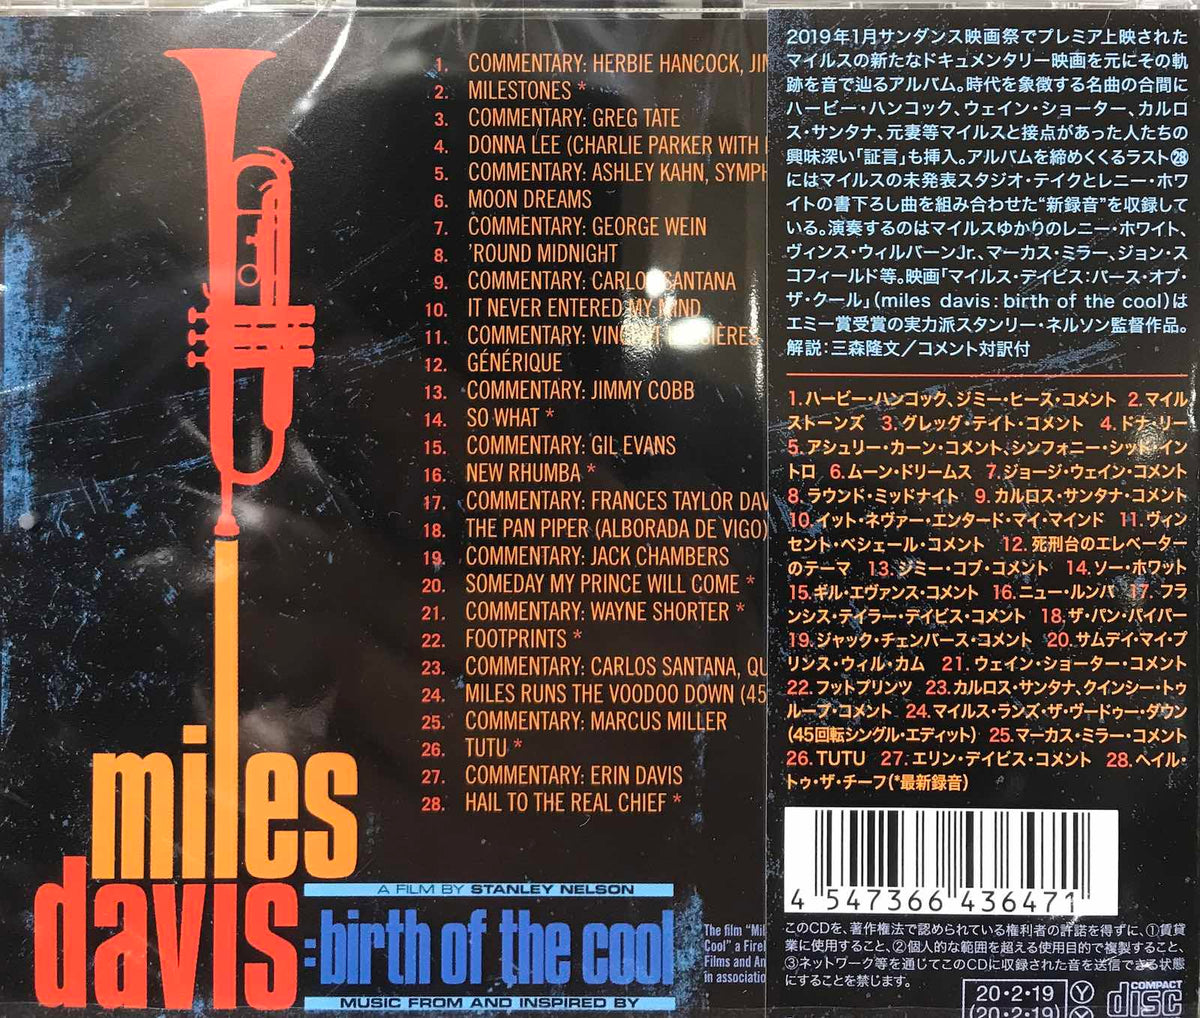 1. COMMENTARY: HERBIE HANCOCK,
2. MILESTONES *
3. COMMENTARY: GREG TATE
4. DONNA LEE (CHARLIE PARKER WITH
5. COMMENTARY: ASHLEY KAHN,
6. MOON DREAMS
7. COMMENTARY: GEORGE WEIN
8. 'ROUND MIDNIGHT
9. COMMENTARY: CARLOS SANTANA
10. IT NEVER ENTERED MY MIND
11. COMMENTARY:
12. GÉNÉRIQUE
13. COMMENTARY: JIMMY COBB
14. SO WHAT *
15. COMMENTARY: GIL EVANS
16. NEW RHUMBA *
17. COMMENTARY: FRANCES TAYLOR DAV
18. THE PAN PIPER (ALBORADA DE VIGO)
19. COMMENTARY: JACK CHAMBERS
20. SOMEDAY MY PRINCE WILL COME *
21. COMMENTARY: WAYNE SHORTER *
22. FOOTPRINTS *
23. COMMENTARY: CARLOS SANTANA, QU
24. MILES RUNS THE VOODOO DOWN (45
25. COMMENTARY: MARCUS MILLER
26. TUTU *
27. COMMENTARY: ERIN DAVIS
28. HAIL TO THE REAL CHIEF *
miles
davis
A FILM BY STANLEY NELSON
:birth of the cool
MUSIC FROM AND INSPIRED BY
The film "Mil
Cool" a Firel
Films and An
in associatio
2019年1月サンダンス映画祭でプレミア上映された
マイルスの新たなドキュメンタリー映画を元にその軌
跡を音で辿るアルバム。時代を象徴する名曲の合間に
ハービー・ハンコック、ウェイン・ショーター、カルロ
ス・サンタナ、元妻等マイルスと接点があった人たちの
興味深い「証言」も挿入。アルバムを締めくくるラスト㉘
にはマイルスの未発表スタジオ・テイクとレニー・ホワ
イトの書下ろし曲を組み合わせた“新録音”を収録して
いる。演奏するのはマイルスゆかりのレニー・ホワイト、
ヴィンス・ウィルバーンJr.、マーカス・ミラー、ジョン・ス
コフィールド等。映画「マイルス・デイビス:バース・オブ・
ザ・クール」(miles davis : birth of the cool)は
エミー賞受賞の実力派スタンリー・ネルソン監督作品。
解説:三森隆文/コメント対訳付
1.ハービー・ハンコック、ジミー・ヒース・コメント 2.マイル
ストーンズ 3.グレッグ・テイト・コメント 4.ドナ・リー
5.アシュリー・カーン・コメント、シンフォニー・シッド・イン
トロ 6.ムーン・ドリームス 7.ジョージ・ウェイン・コメント
8.ラウンド・ミッドナイト 9.カルロス・サンタナ・コメント
10.イット・ネヴァー・エンタード・マイ・マインド 11.ヴィン
セント・ベシェール・コメント 12.死刑台のエレベーター
のテーマ 13.ジミー・コブ・コメント 14.ソー・ホワット
15.ギル・エヴァンス・コメント 16.ニュー・ルンバ 17.フラ
ンシス・テイラー・デイビス・コメント 18.ザ・パン・パイパー
19.ジャック・チェンバース・コメント 20.サムデイ・マイ・プ
リンス・ウィル・カム 21.ウェイン・ショーター・コメント
22.フットプリンツ 23.カルロス・サンタナ、クインシー・トゥ
ループ・コメント 24.マイルス・ランズ・ザ・ヴードゥー・ダウン
(45回転シングル・エディット) 25.マーカス・ミラー・コメント
26.TUTU 27.エリン・デイビス・コメント 28.ヘイル・
トゥ・ザ・チーフ(*最新録音)
4 547366 436471
このCDを、著作権法で認められている権利者の許諾を得ずに、①賃貸
業に使用すること、②個人的な範囲を超える使用目的で複製すること、
③ネットワーク等を通じてこのCDに収録された音を送信できる状態
にすることを禁じます。
20・2・19 Ⓨ
(20・2・19) Y
COMPACT
disc